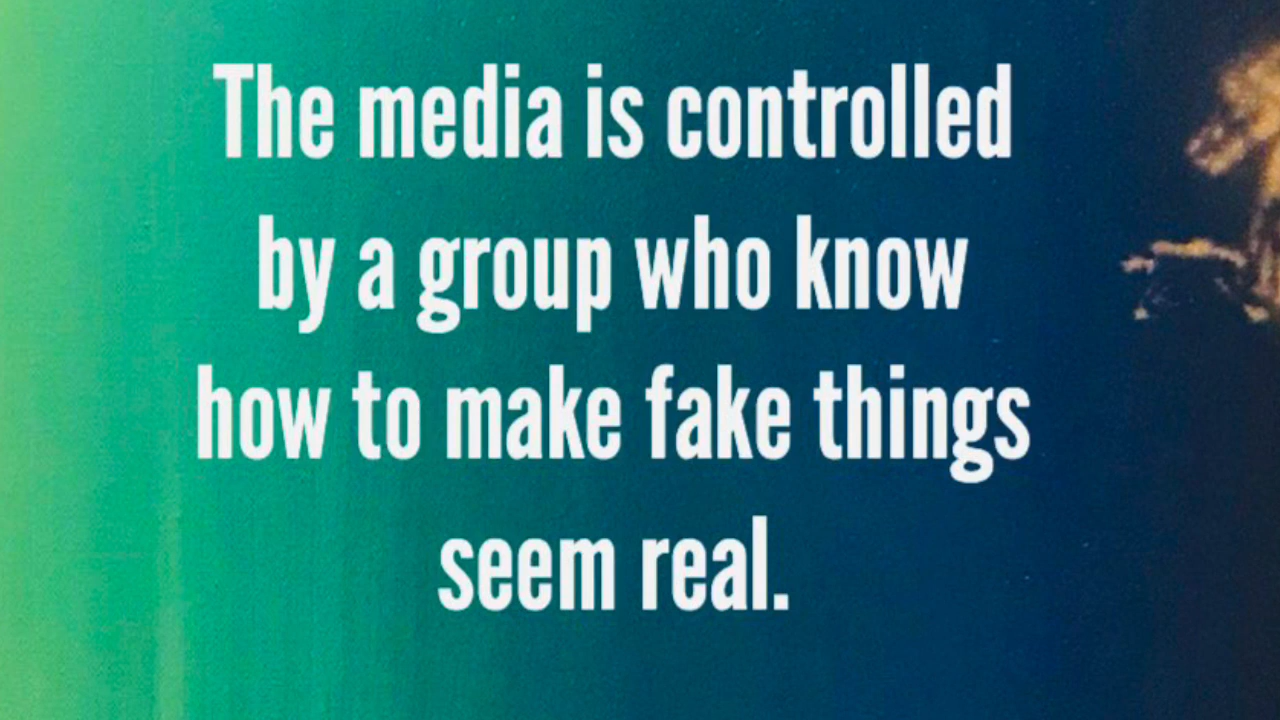 The media is controlled
by a group who know
how to make fake things
seem real.